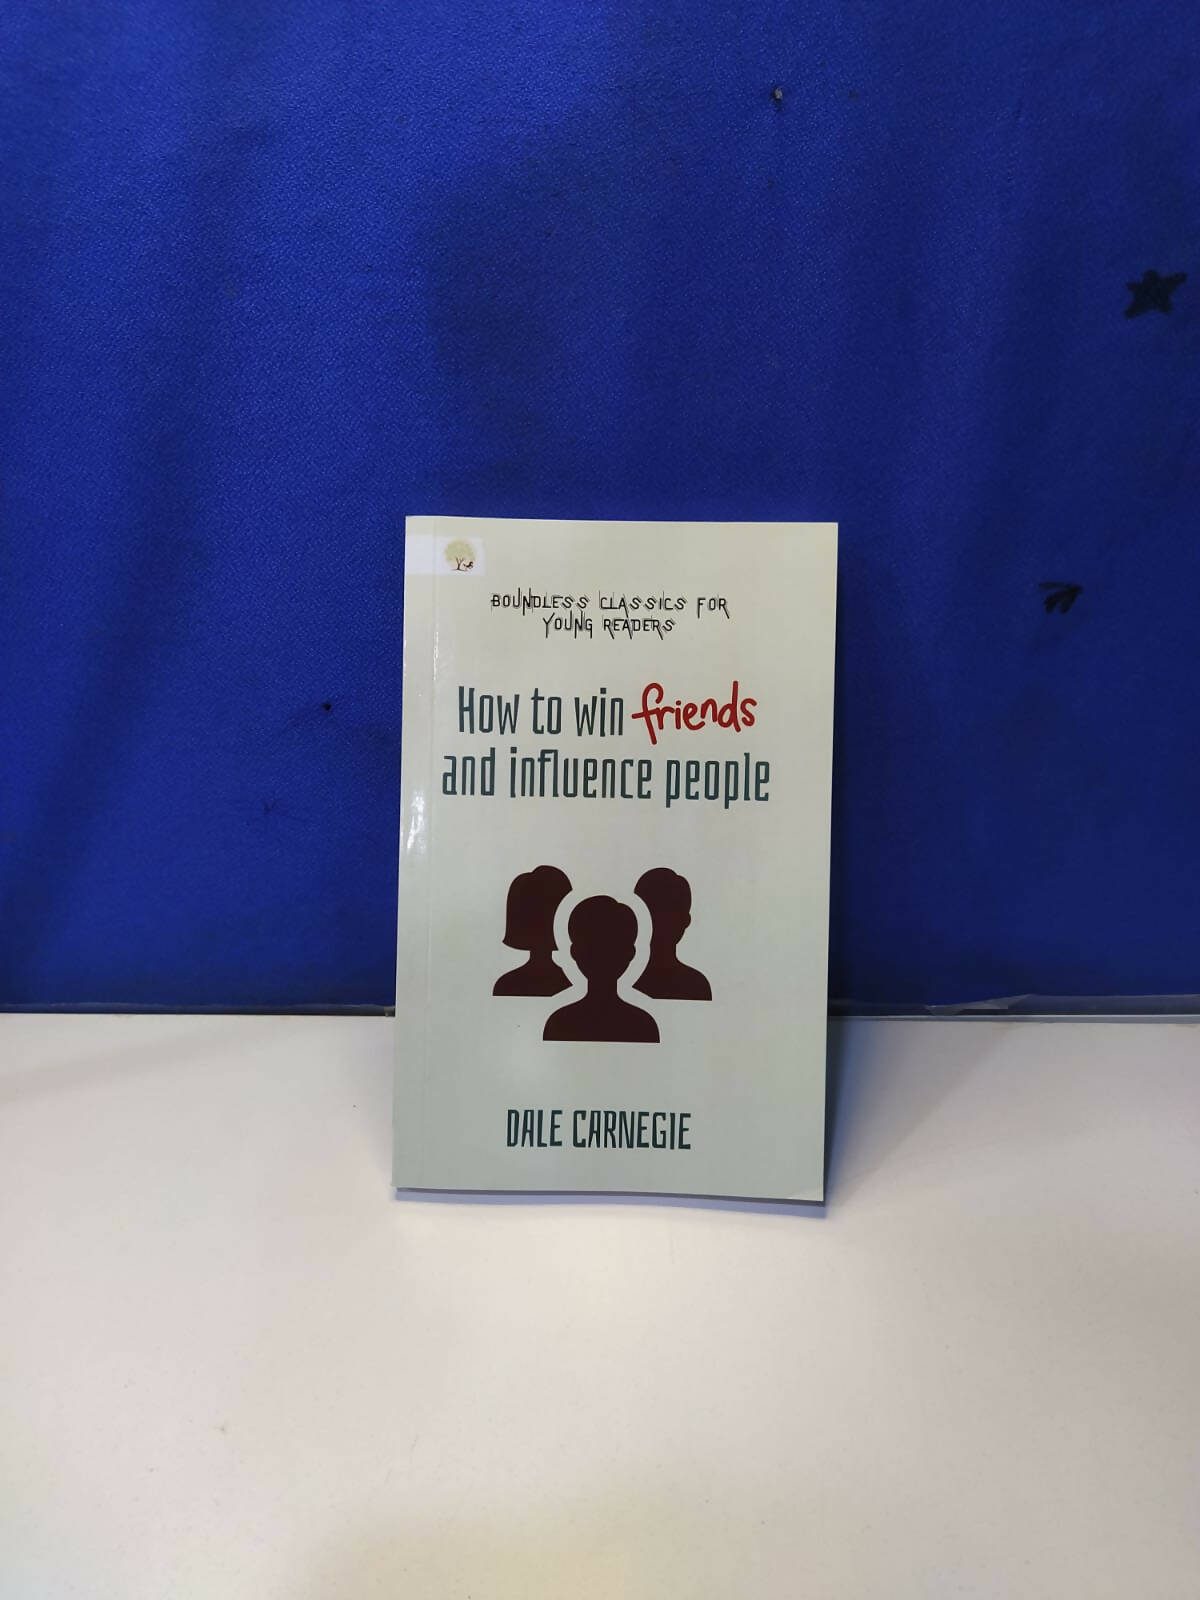 BOUNDLESS CLASSICS FOR
YOUNG READERS
How to win friends
and influence people
DALE CARNEGIE